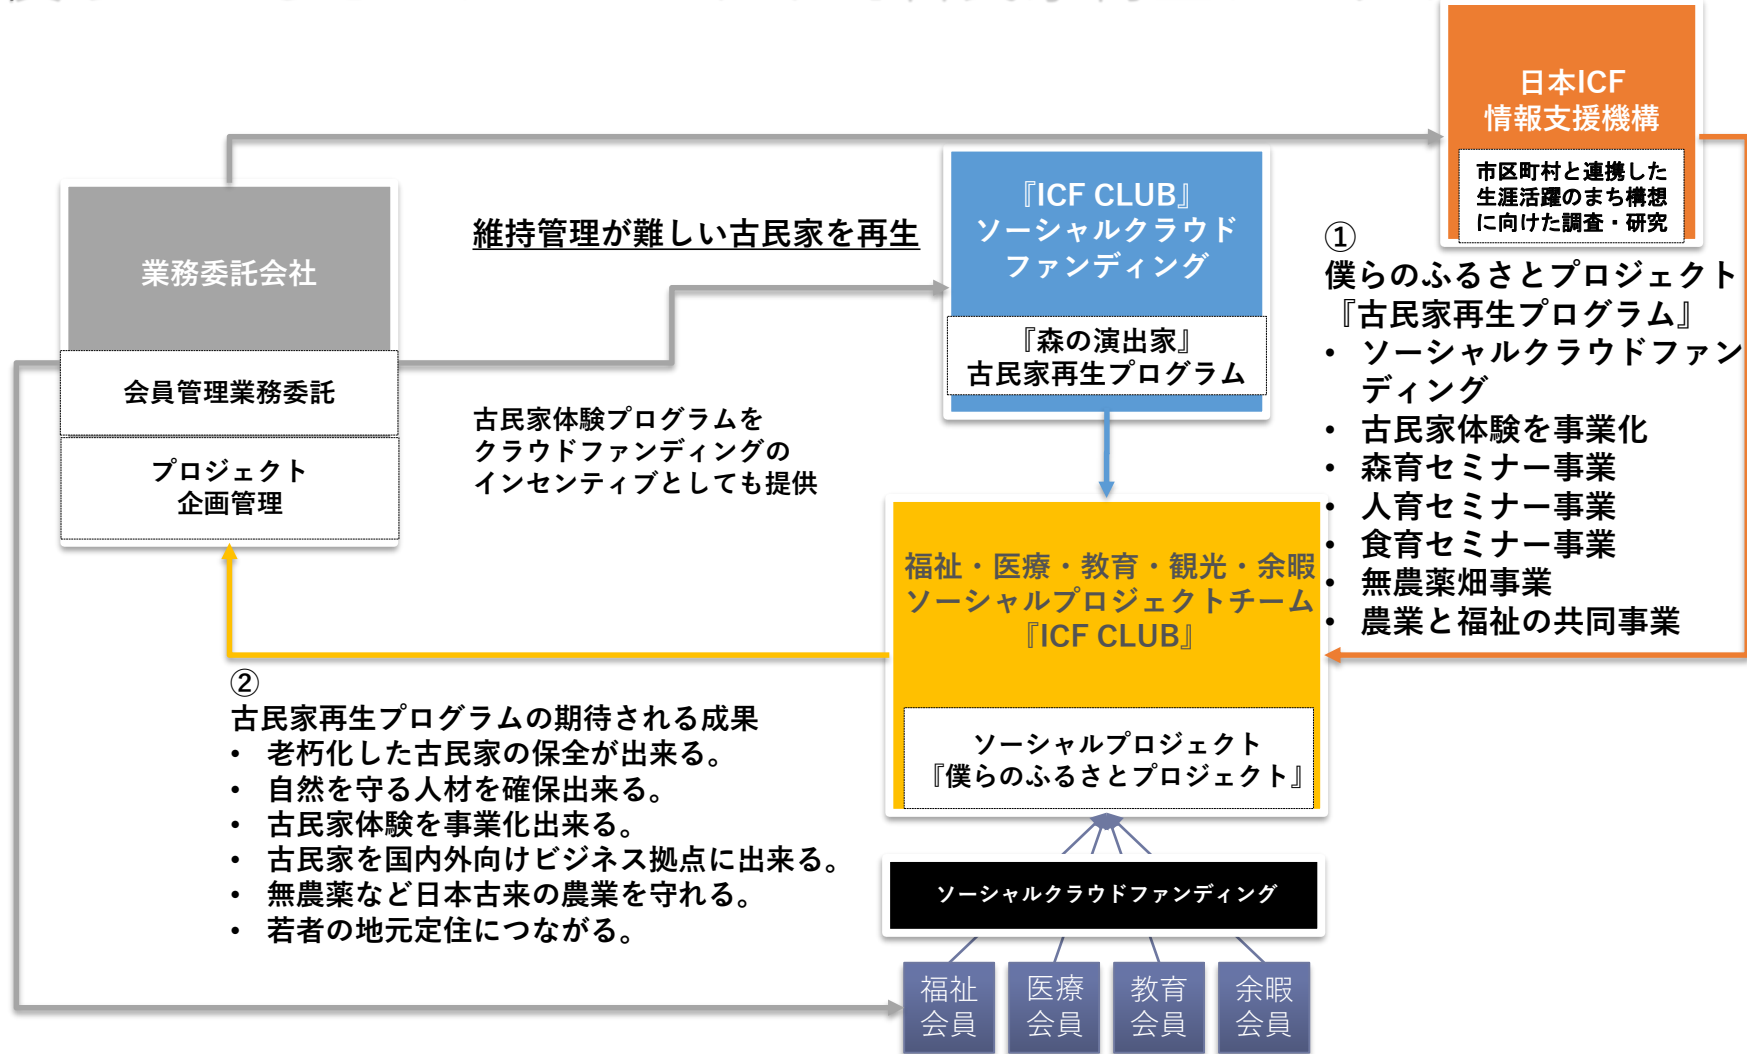 日本ICF
情報支援機構
市区町村と連携した
生涯活躍のまち構想
に向けた調査・研究
『ICF CLUB』
ソーシャルクラウド
ファンディング
『森の演出家』
古民家再生プログラム
維持管理が難しい古民家を再生
業務委託会社
会員管理業務委託
プロジェクト
企画管理
古民家体験プログラムを
クラウドファンディングの
インセンティブとしても提供
①
僕らのふるさとプロジェクト
『古民家再生プログラム』
• ソーシャルクラウドファン
ディング
• 古民家体験を事業化
• 森育セミナー事業
• 人育セミナー事業
• 食育セミナー事業
• 無農薬畑事業
• 農業と福祉の共同事業
福祉・医療・教育・観光・余暇
ソーシャルプロジェクトチーム
『ICF CLUB』
ソーシャルプロジェクト
『僕らのふるさとプロジェクト』
②
古民家再生プログラムの期待される成果
• 老朽化した古民家の保全が出来る。
• 自然を守る人材を確保出来る。
• 古民家体験を事業化出来る。
• 古民家を国内外向けビジネス拠点に出来る。
• 無農薬など日本古来の農業を守れる。
• 若者の地元定住につながる。
ソーシャルクラウドファンディング
福祉
会員
医療
会員
教育
会員
余暇
会員